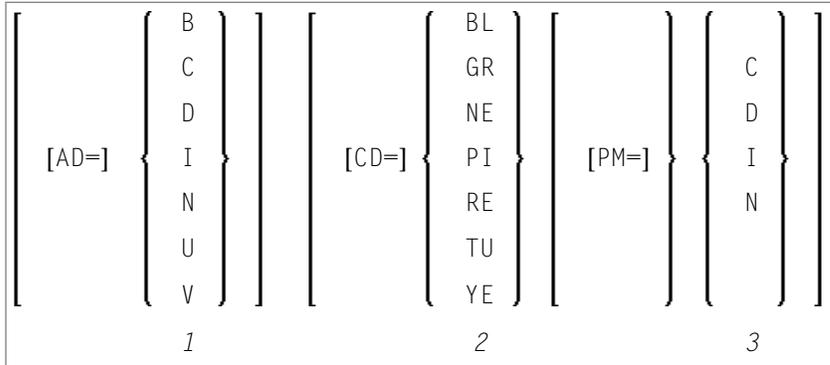 B BL
C GR C
D NE D
[AD=] I [CD=] PI [PM=] I
N RE N
U TU
V YE
1 2 3